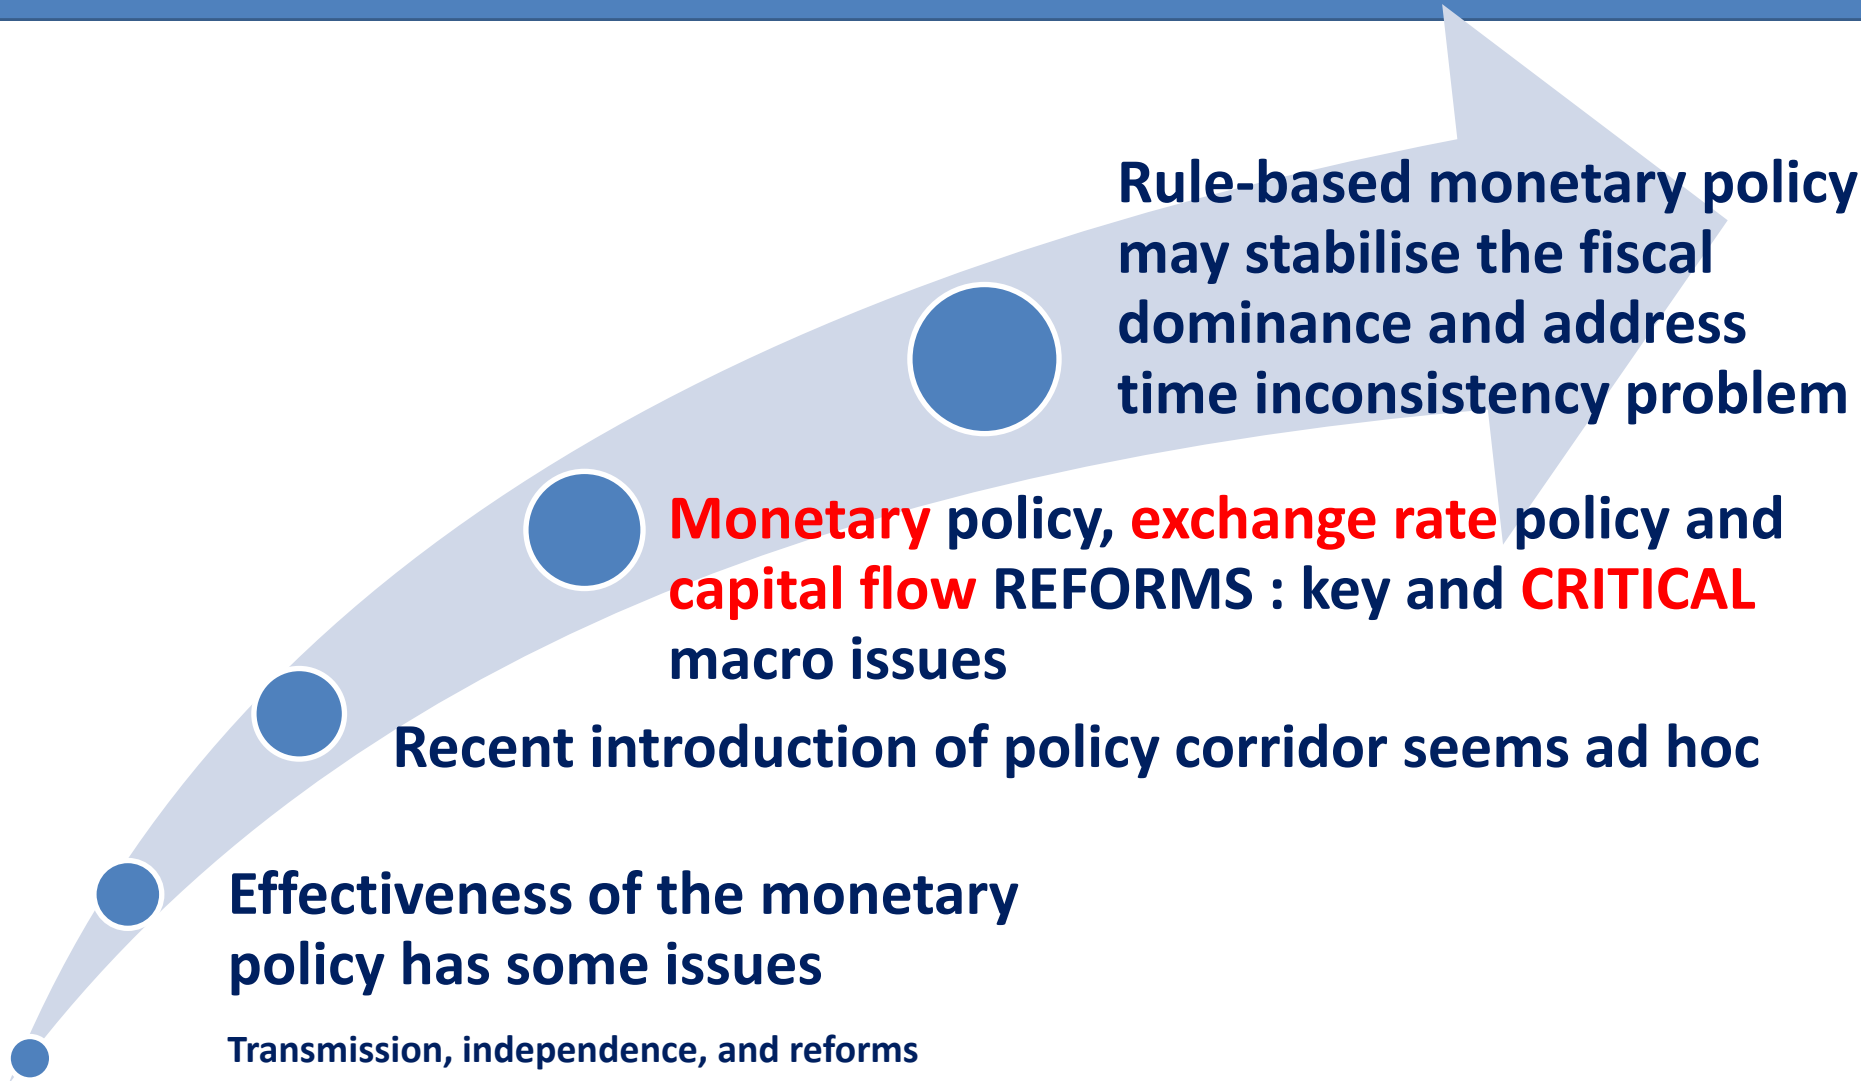 Rule-based monetary policy
may stabilise the fiscal
dominance and address
time inconsistency problem
Monetary policy, exchange rate policy and
capital flow REFORMS : key and CRITICAL
macro issues
Recent introduction of policy corridor seems ad hoc
Effectiveness of the monetary
policy has some issues
Transmission, independence, and reforms